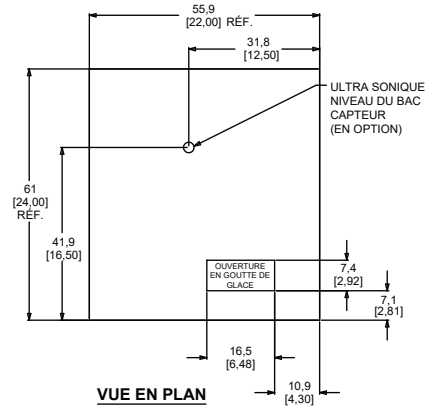 55,9
[22,00] RÉF.
31,8
[12,50]
ULTRA SONIQUE
NIVEAU DU BAC
CAPTEUR
(EN OPTION)
61
[24,00]
RÉF.
41,9
[16,50]
OUVERTURE
EN GOUTTE DE
GLACE
7,4
[2,92]
7,1
[2,81]
16,5
[6,48]
10,9
[4,30]
VUE EN PLAN